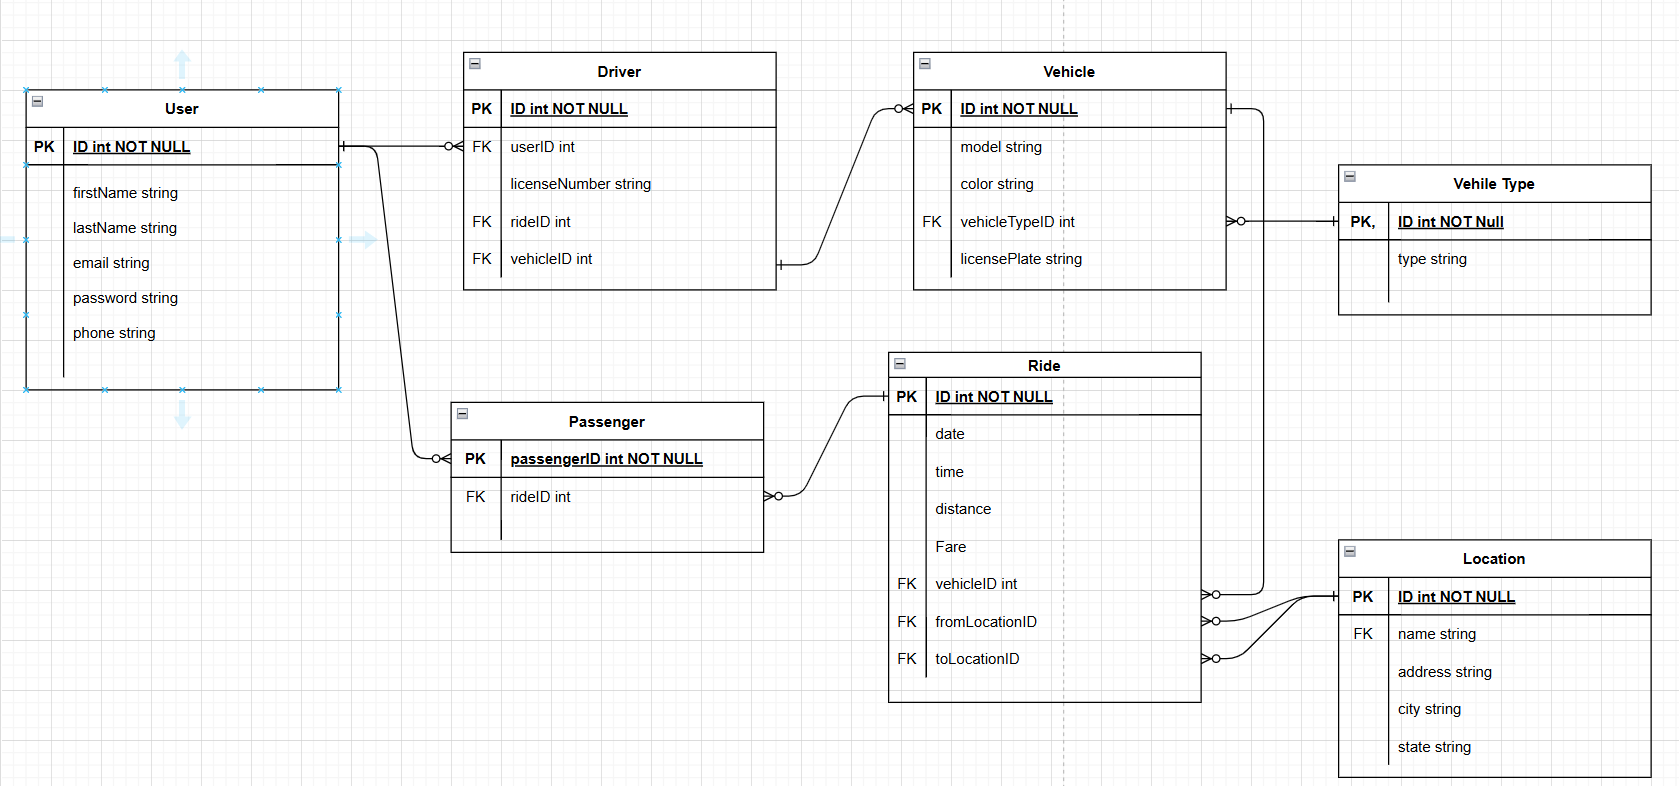 User
PK ID int NOT NULL
firstName string
lastName string
email string
password string
phone string
Driver
PK ID int NOT NULL
FK userID int
licenseNumber string
FK rideID int
FK vehicleID int
Vehicle
PK ID int NOT NULL
model string
color string
FK vehicleTypeID int
licensePlate string
Vehile Type
PK, ID int NOT Null
type string
Passenger
PK passengerID int NOT NULL
FK rideID int
Ride
PK ID int NOT NULL
date
time
distance
Fare
FK vehicleID int
FK fromLocationID
FK toLocationID
Location
PK ID int NOT NULL
FK name string
address string
city string
state string